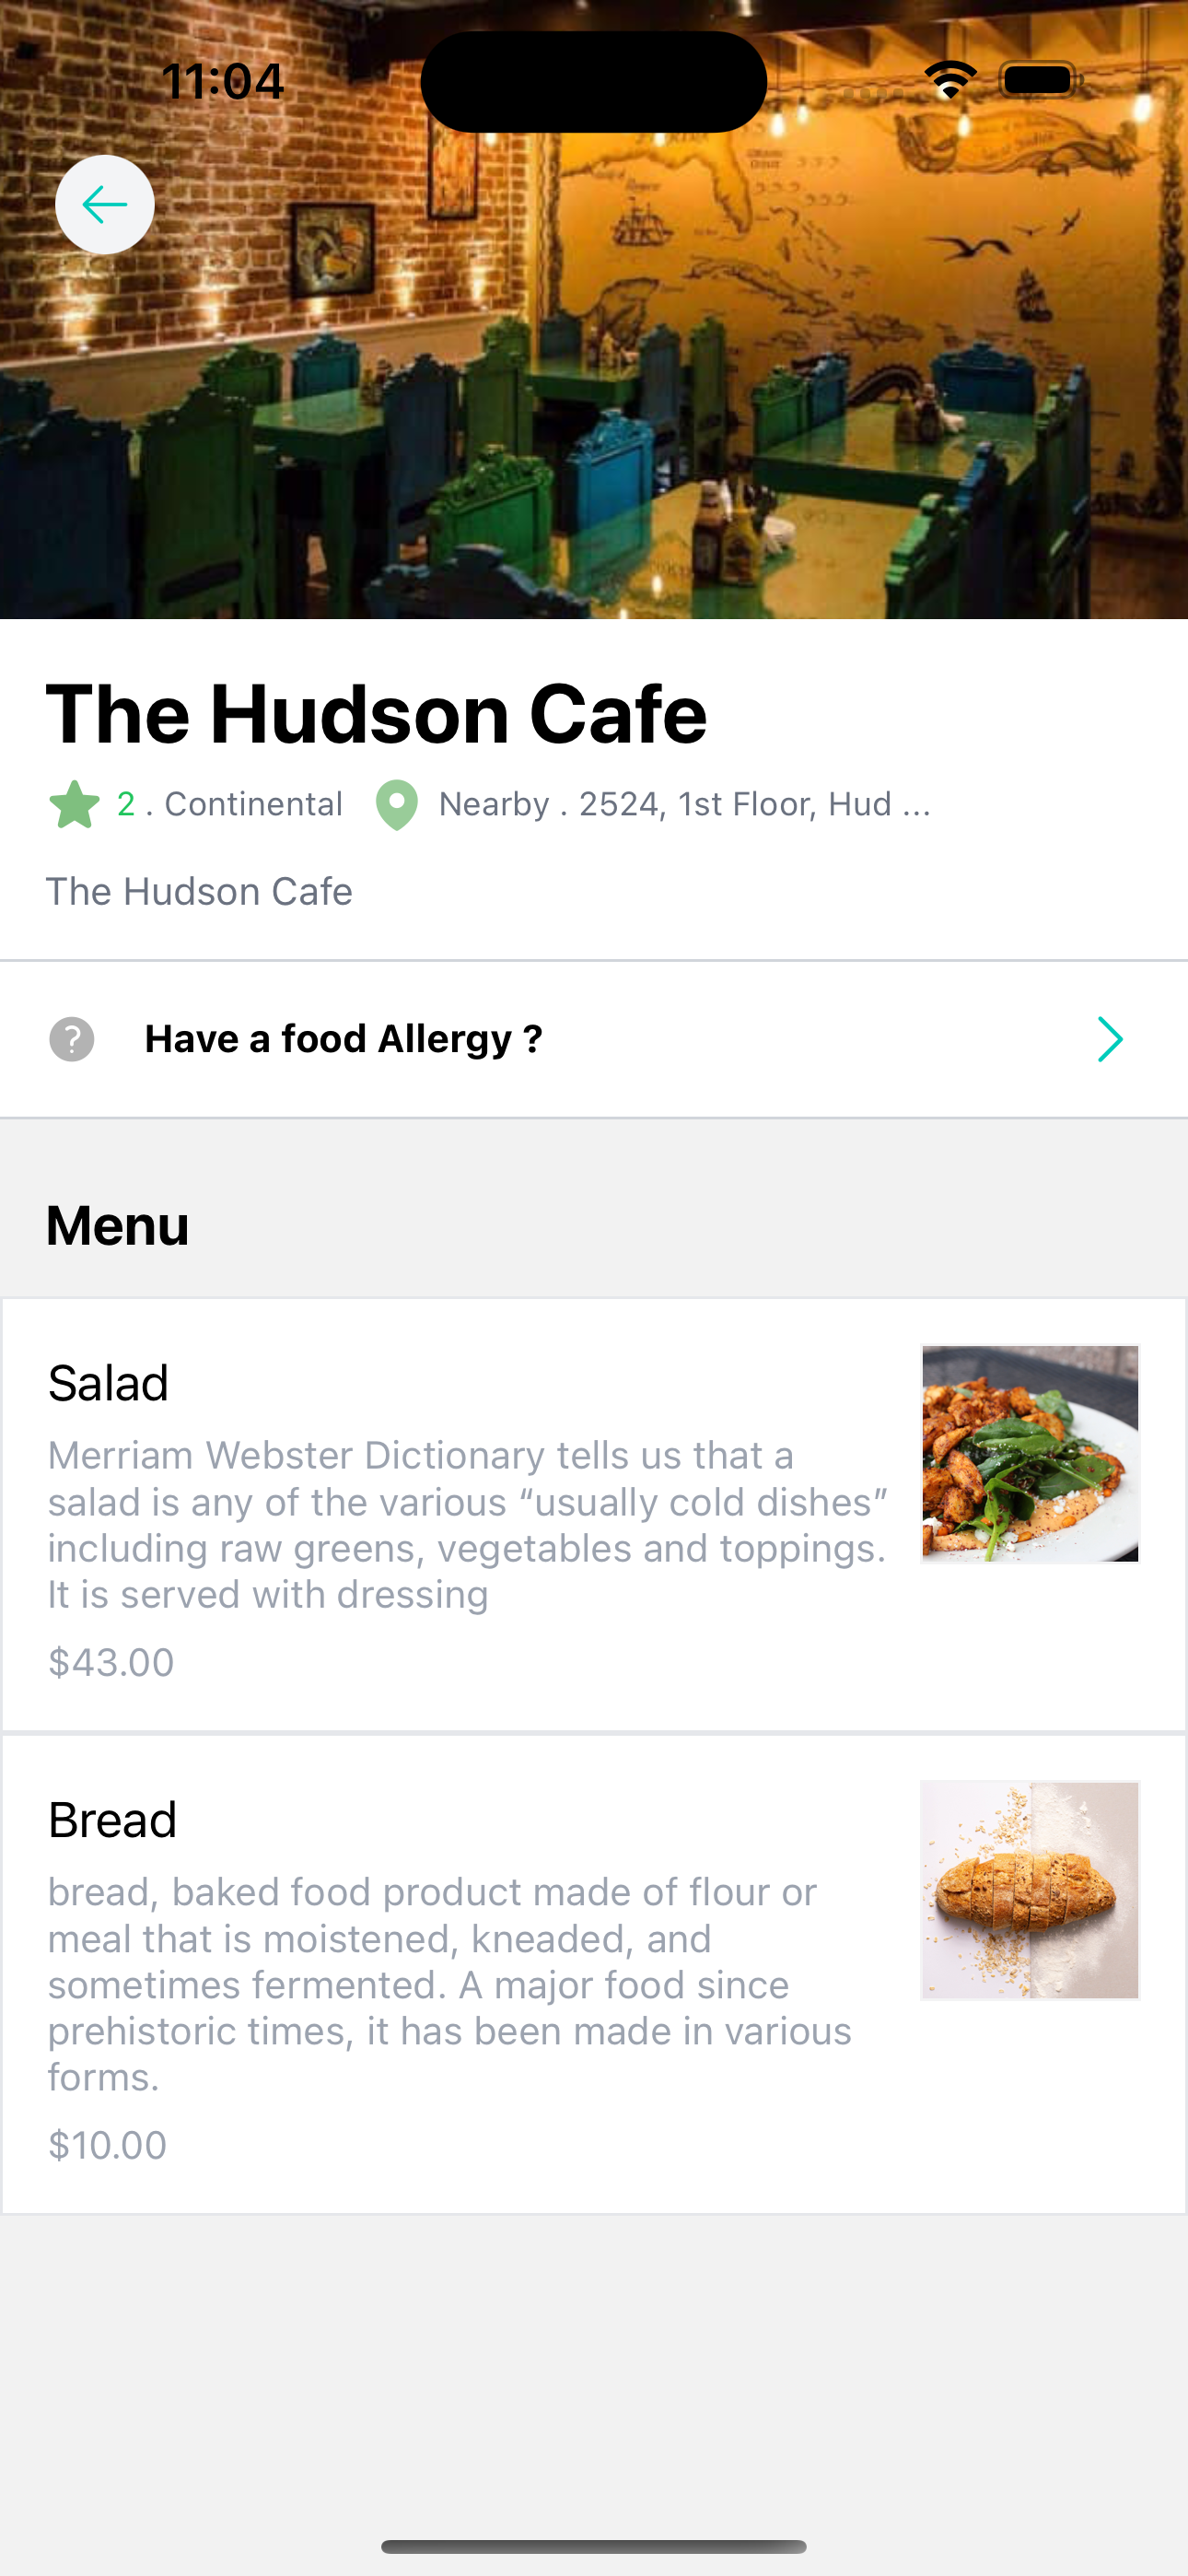 11:04
The Hudson Cafe
2 . Continental Nearby . 2524, 1st Floor, Hud ...
The Hudson Cafe
? Have a food Allergy ?
Menu
Salad
Merriam Webster Dictionary tells us that a
salad is any of the various “usually cold dishes”
including raw greens, vegetables and toppings.
It is served with dressing
$43.00
Bread
bread, baked food product made of flour or
meal that is moistened, kneaded, and
sometimes fermented. A major food since
prehistoric times, it has been made in various
forms.
$10.00